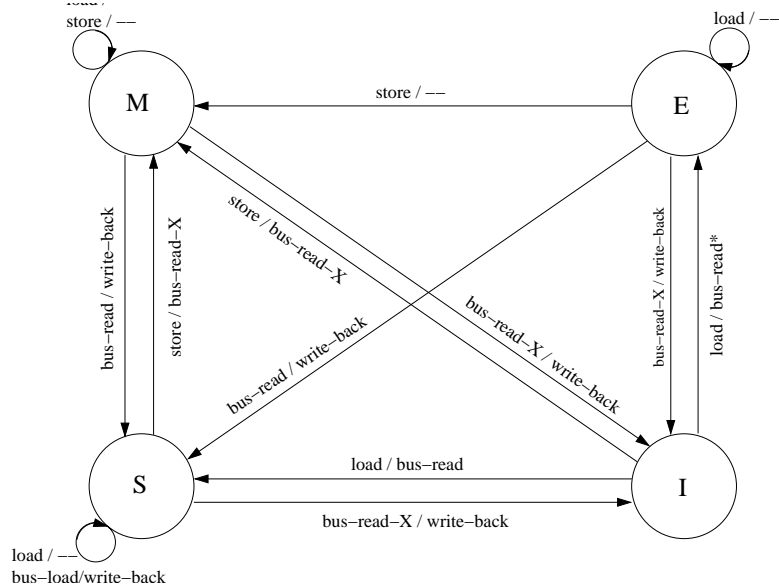 load /
store / −−
load / −−
M
E
store / −−
bus−read / write−back
store / bus−read−X
store / bus−read−X
bus−read−X / write−back
bus−read / write−back
bus−read−X / write−back
load / bus−read*
S
I
load / bus−read
bus−read−X / write−back
load / −−
bus−load/write−back